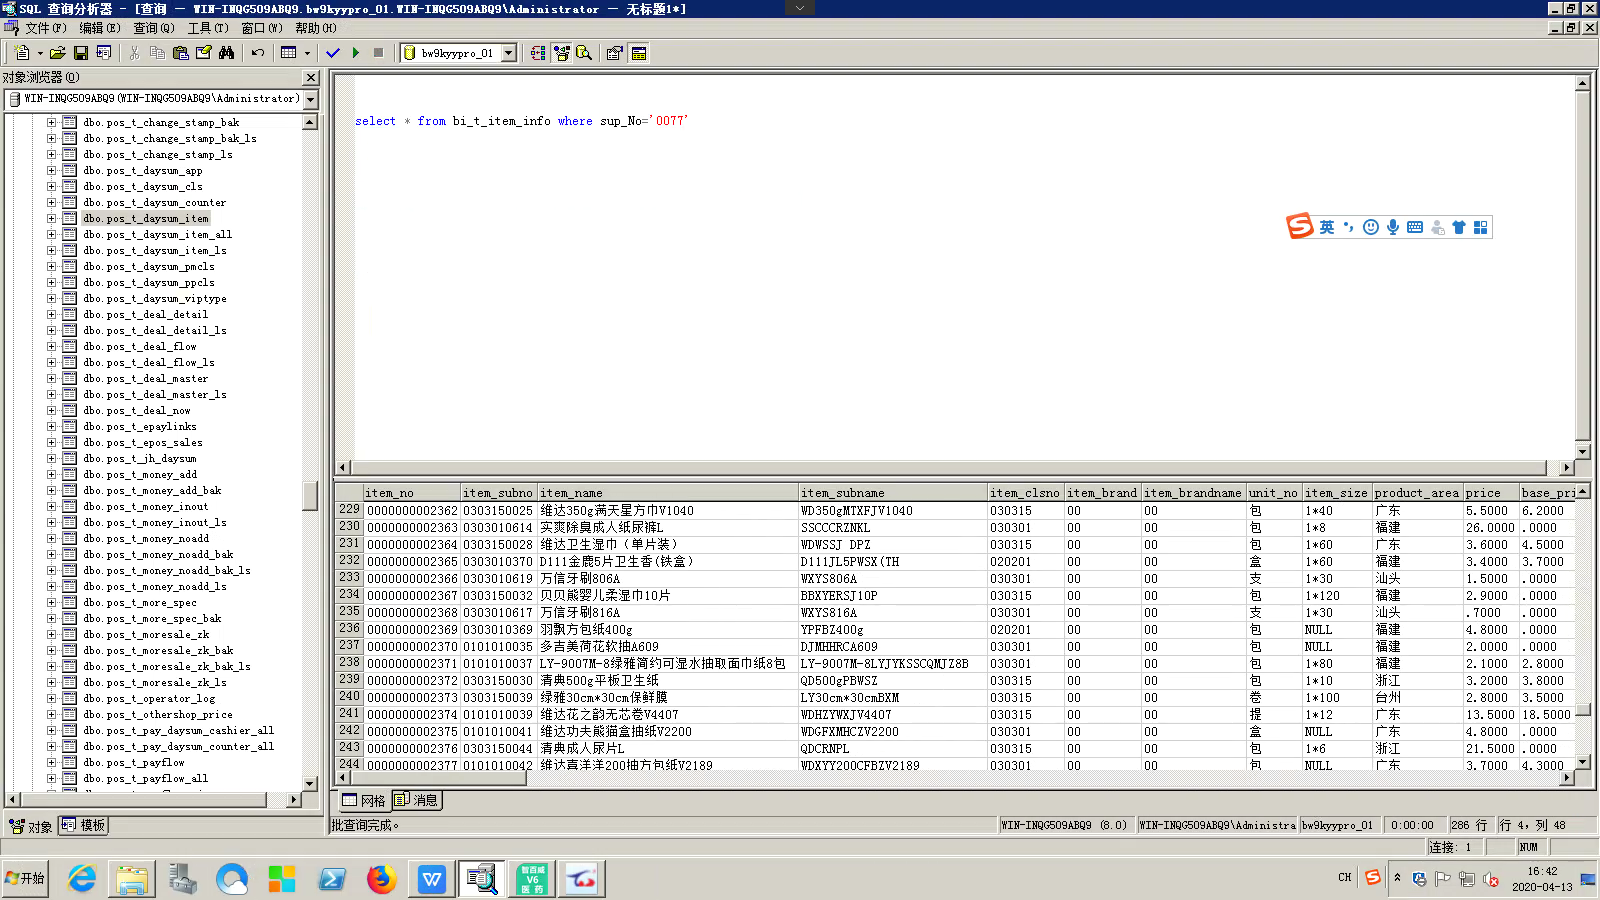 SQL 查询分析器 - [查询 — WIN-INQG509ABQ9.bw9kyypro_01.WIN-INQG509ABQ9\Administrator — 无标题1*]
文件(F) 编辑(E) 查询(Q) 工具(T) 窗口(W) 帮助(H)
bw9kyypro_01
对象浏览器(O)
WIN-INQG509ABQ9(WIN-INQG509ABQ9\Administrator)
dbo.pos_t_change_stamp_bak
dbo.pos_t_change_stamp_bak_ls
dbo.pos_t_change_stamp_ls
dbo.pos_t_daysum_app
dbo.pos_t_daysum_cls
dbo.pos_t_daysum_counter
dbo.pos_t_daysum_item
dbo.pos_t_daysum_item_all
dbo.pos_t_daysum_item_ls
dbo.pos_t_daysum_pmcls
dbo.pos_t_daysum_ppcls
dbo.pos_t_daysum_viptype
dbo.pos_t_deal_detail
dbo.pos_t_deal_detail_ls
dbo.pos_t_deal_flow
dbo.pos_t_deal_flow_ls
dbo.pos_t_deal_master
dbo.pos_t_deal_master_ls
dbo.pos_t_deal_now
dbo.pos_t_epaylinks
dbo.pos_t_epos_sales
dbo.pos_t_jh_daysum
dbo.pos_t_money_add
dbo.pos_t_money_add_bak
dbo.pos_t_money_inout
dbo.pos_t_money_inout_ls
dbo.pos_t_money_noadd
dbo.pos_t_money_noadd_bak
dbo.pos_t_money_noadd_bak_ls
dbo.pos_t_money_noadd_ls
dbo.pos_t_more_spec
dbo.pos_t_more_spec_bak
dbo.pos_t_moresale_zk
dbo.pos_t_moresale_zk_bak
dbo.pos_t_moresale_zk_bak_ls
dbo.pos_t_moresale_zk_ls
dbo.pos_t_operator_log
dbo.pos_t_othershop_price
dbo.pos_t_pay_daysum_cashier_all
dbo.pos_t_pay_daysum_counter_all
dbo.pos_t_payflow
dbo.pos_t_payflow_all
对象 模板
select * from bi_t_item_info where sup_No='0077'
英
item_no item_subno item_name item_subname item_clsno item_brand item_brandname unit_no item_size product_area price base_pri
229 0000000002362 0303150025 维达350g满天星方巾V1040 WD350gMTXFJV1040 030315 00 00 包 1*40 广东 5.5000 6.2000
230 0000000002363 0303010614 实爽除臭成人纸尿裤L SSCCCRZNKL 030301 00 00 包 1*8 福建 26.0000 .0000
231 0000000002364 0303150028 维达卫生湿巾（单片装） WDWSSJ DPZ 030315 00 00 包 1*60 广东 3.6000 4.5000
232 0000000002365 0303010370 D111金鹿5片卫生香(铁盒） D111JL5PWSX(TH 020201 00 00 盒 1*60 福建 3.4000 3.7000
233 0000000002366 0303010619 万信牙刷806A WXYS806A 030301 00 00 支 1*30 汕头 1.5000 .0000
234 0000000002367 0303150032 贝贝熊婴儿柔湿巾10片 BBXYERSJ10P 030315 00 00 包 1*120 福建 2.9000 .0000
235 0000000002368 0303010617 万信牙刷816A WXYS816A 030301 00 00 支 1*30 汕头 .7000 .0000
236 0000000002369 0303010369 羽飘方包纸400g YPFBZ400g 020201 00 00 包 NULL 福建 4.8000 .0000
237 0000000002370 0101010035 多吉美荷花软抽A609 DJMHHRCA609 030301 00 00 包 NULL 福建 2.0000 .0000
238 0000000002371 0101010037 LY-9007M-8绿雅简约可湿水抽取面巾纸8包 LY-9007M-8LYJYKSSCQMJZ8B 030301 00 00 包 1*80 福建 2.1000 2.8000
239 0000000002372 0303150030 清典500g平板卫生纸 QD500gPBWSZ 030315 00 00 包 1*10 浙江 3.2000 3.8000
240 0000000002373 0303150039 绿雅30cm*30cm保鲜膜 LY30cm*30cmBXM 030315 00 00 卷 1*100 台州 2.8000 3.5000
241 0000000002374 0101010039 维达花之韵无芯卷V4407 WDHZYWXJV4407 030315 00 00 提 1*12 广东 13.5000 18.5000
242 0000000002375 0101010041 维达功夫熊猫盒抽纸V2200 WDGFXMHCZV2200 030301 00 00 盒 NULL 广东 4.8000 .0000
243 0000000002376 0303150044 清典成人尿片L QDCRNPL 030315 00 00 包 1*6 浙江 21.5000 .0000
244 0000000002377 0101010042 维达喜洋洋200抽方包纸V2189 WDXYY200CFBZV2189 030301 00 00 包 NULL 广东 3.7000 4.3000
网格 消息
批查询完成。 WIN-INQG509ABQ9 (8.0) WIN-INQG509ABQ9\Administra bw9kyypro_01 0:00:00 286 行 行 4, 列 48
连接: 1 NUM
开始 智百威 V6 医药 CH 16:42
2020-04-13